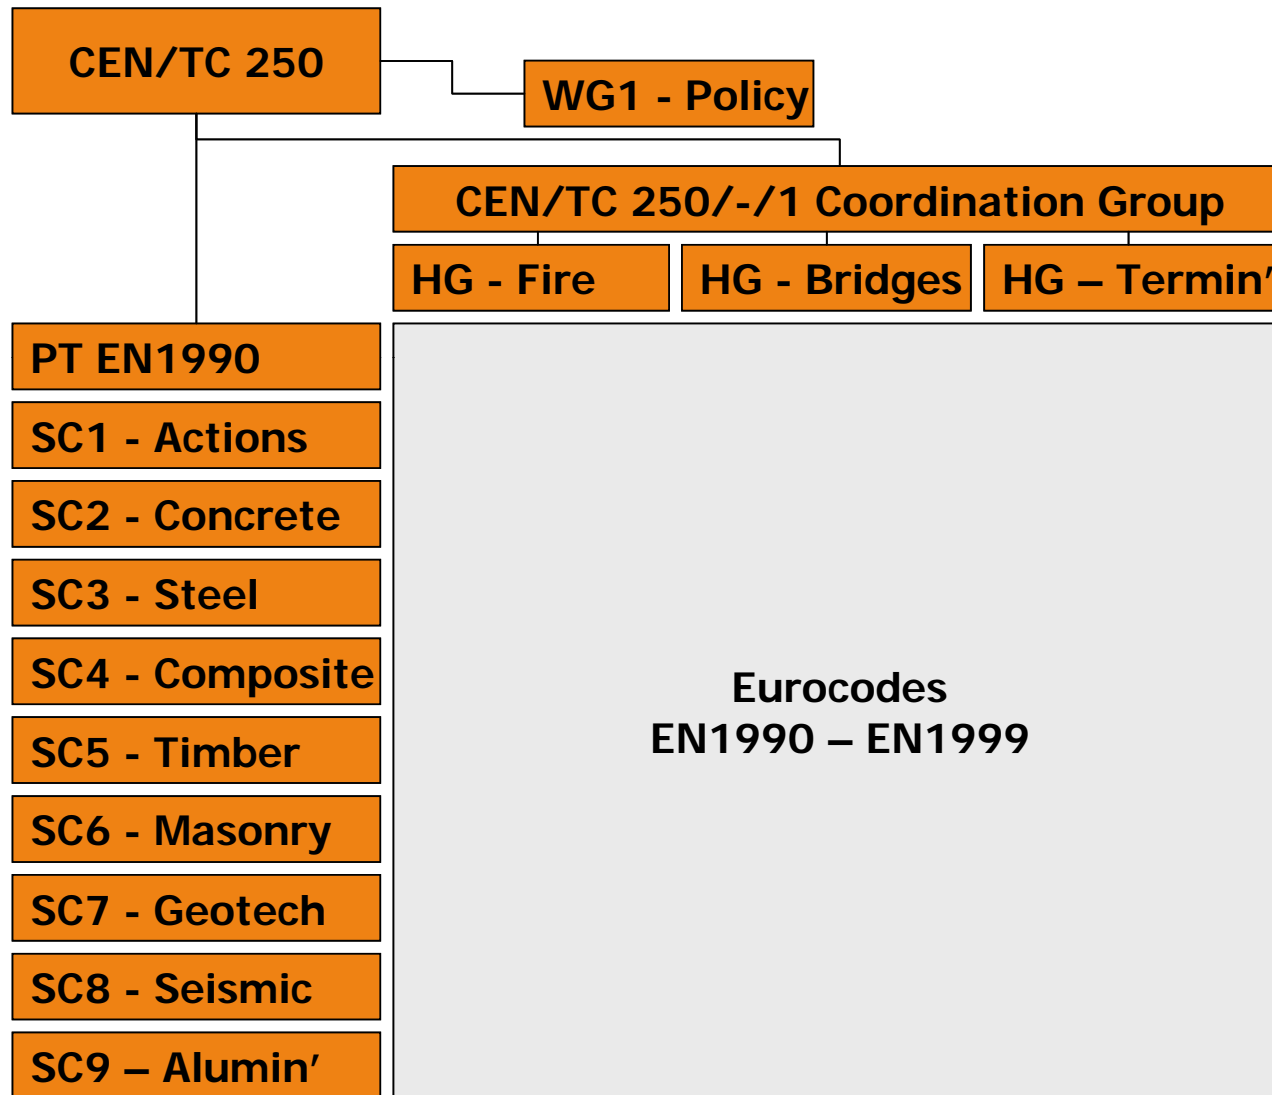 CEN/TC 250
WG1 - Policy
CEN/TC 250/-/1 Coordination Group
HG - Fire
HG - Bridges
HG – Termin’
PT EN1990
SC1 - Actions
SC2 - Concrete
SC3 - Steel
SC4 - Composite
SC5 - Timber
SC6 - Masonry
SC7 - Geotech
SC8 - Seismic
SC9 – Alumin’
Eurocodes
EN1990 – EN1999